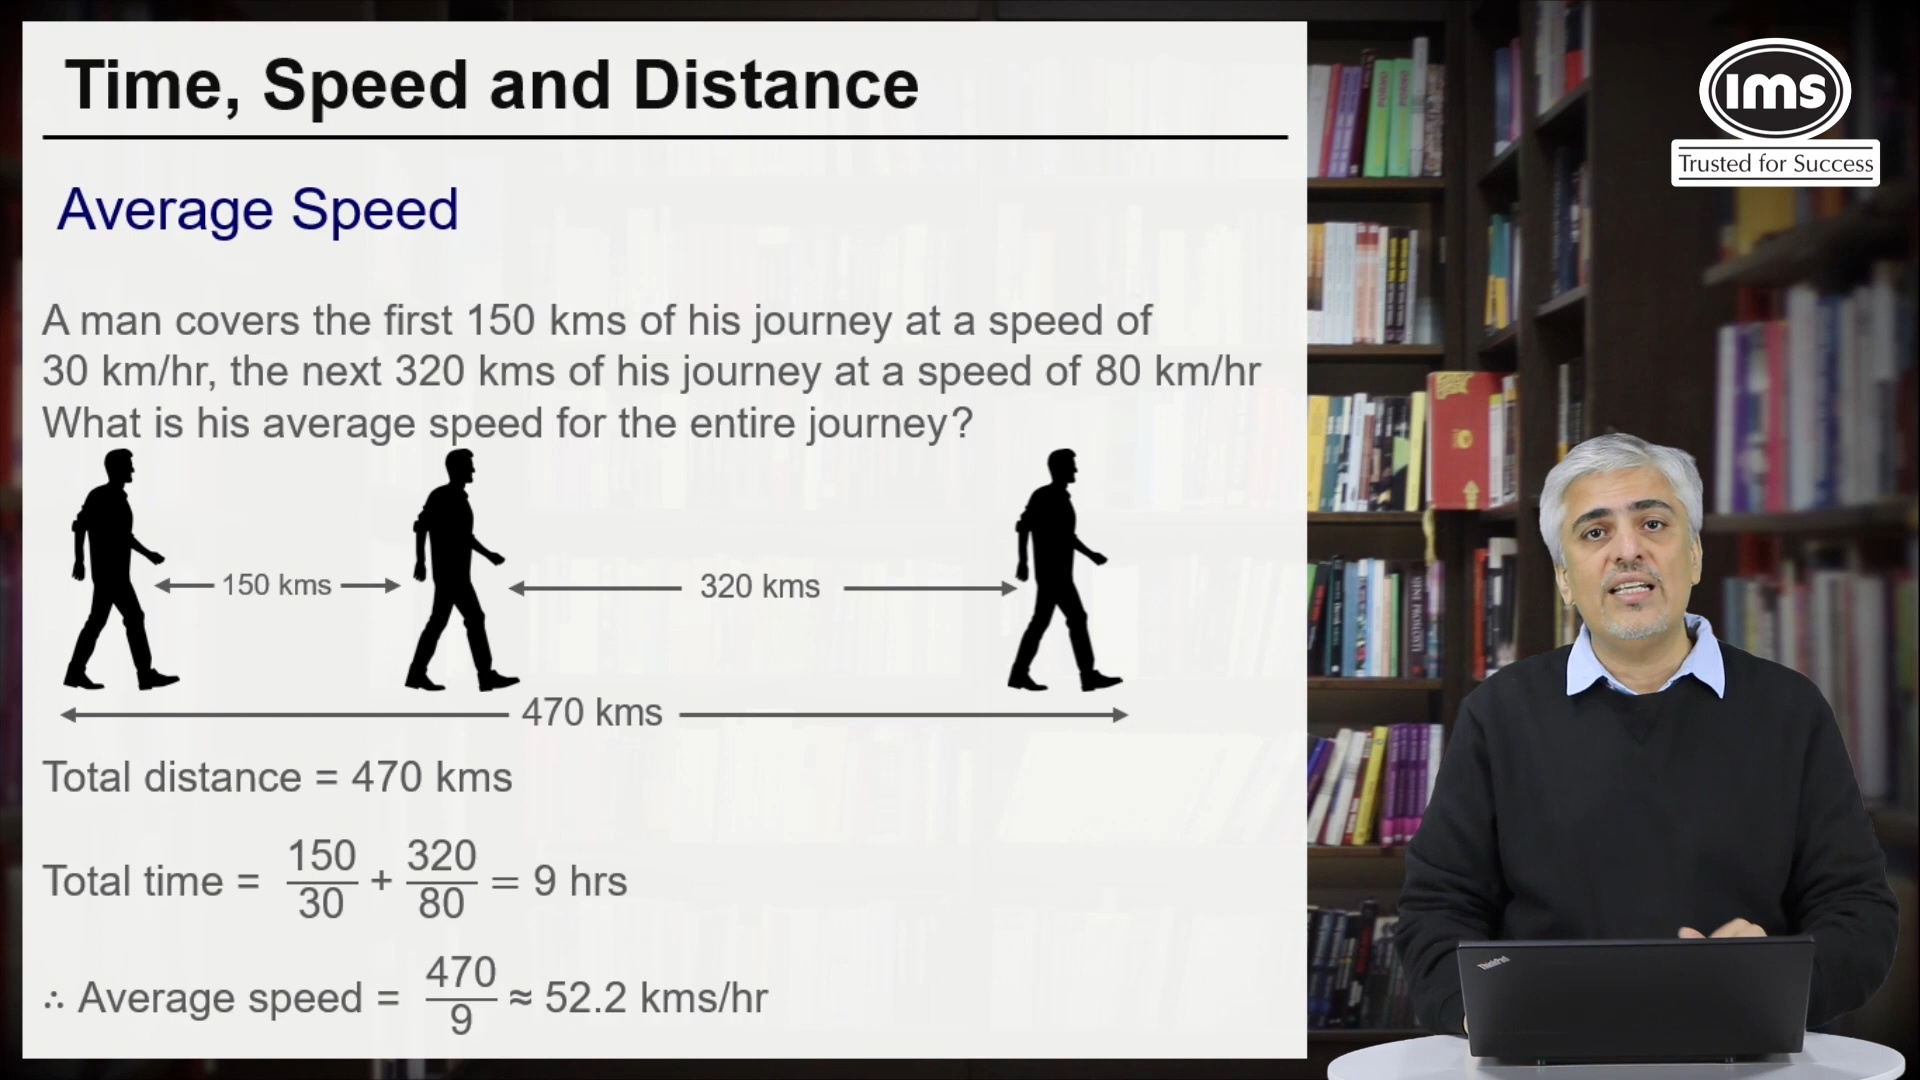 Time, Speed and Distance
Average Speed
A man covers the first 150 kms of his journey at a speed of
30 km/hr, the next 320 kms of his journey at a speed of 80 km/hr
What is his average speed for the entire journey?
150 kms
320 kms
470 kms
Total distance = 470 kms
Total time = 150/30 + 320/80 = 9 hrs
∴ Average speed = 470/9 ≈ 52.2 kms/hr
ims
Trusted for Success
ThinkPad